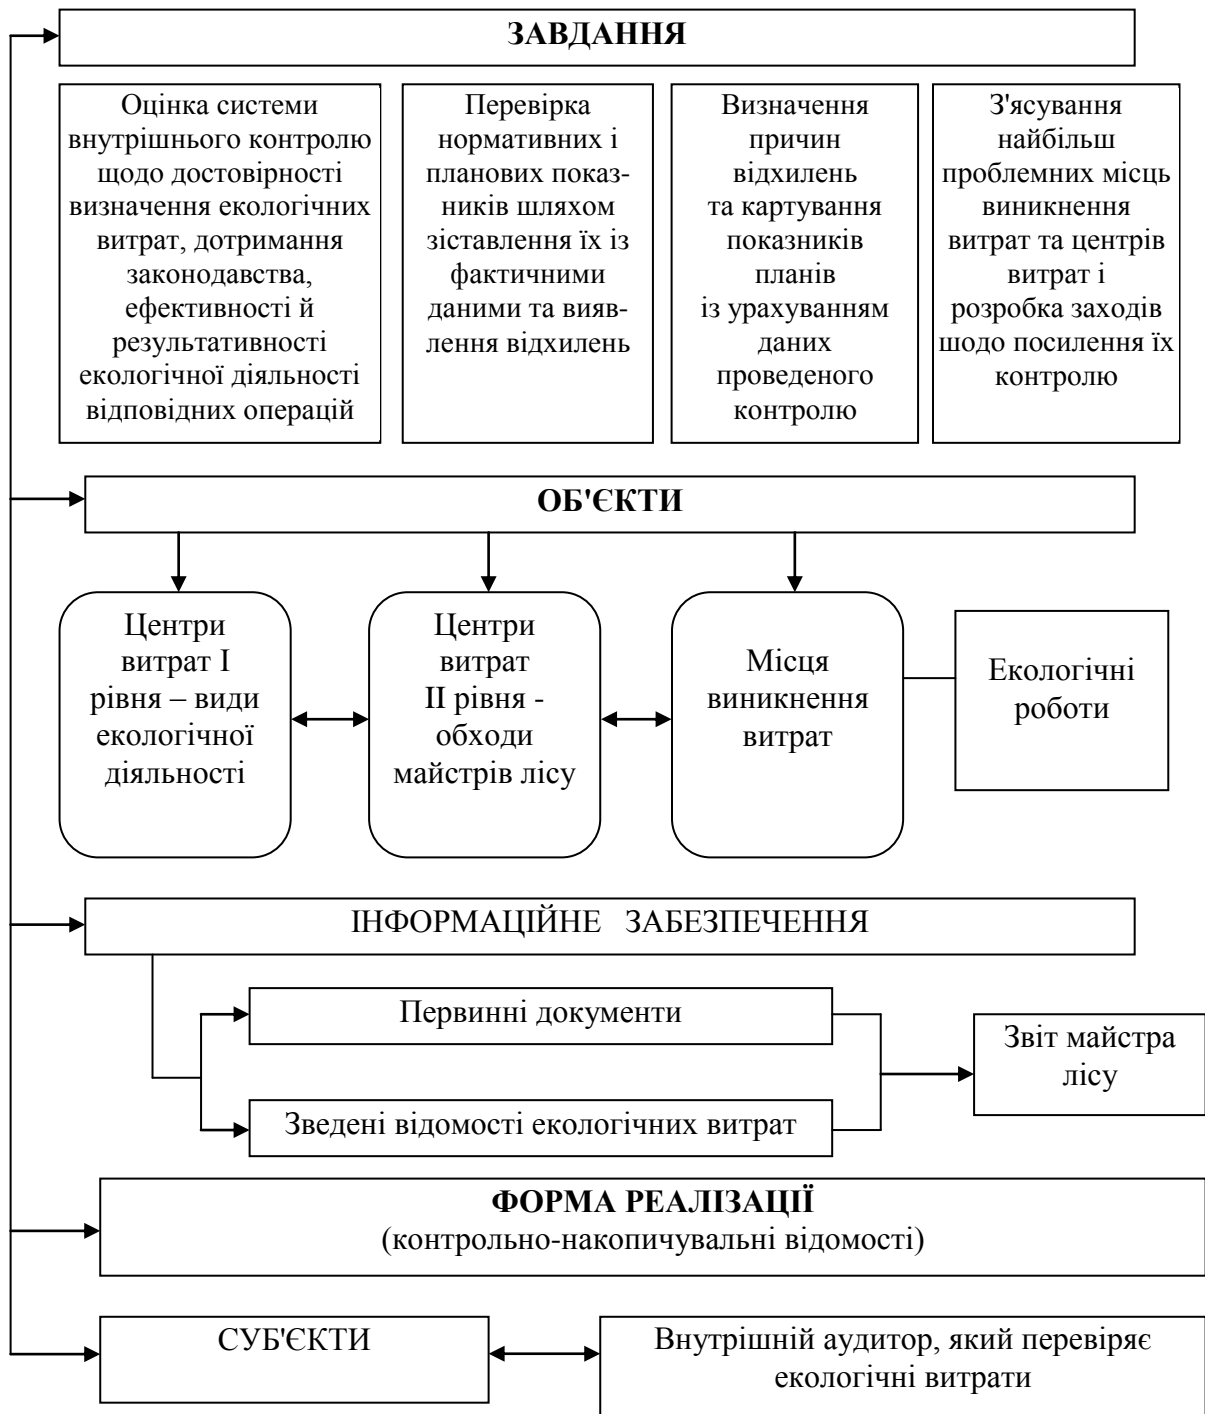 ЗАВДАННЯ
Оцінка системи
внутрішнього контролю
щодо достовірності
визначення екологічних
витрат, дотримання
законодавства,
ефективності й
результативності
екологічної діяльності
відповідних операцій
Перевірка
нормативних і
планових показ-
ників шляхом
зіставлення їх із
фактичними
даними та вияв-
лення відхилень
Визначення
причин
відхилень
та картування
показників
планів
із урахуванням
даних
проведеного
контролю
З'ясування
найбільш
проблемних місць
виникнення
витрат та центрів
витрат і
розробка заходів
щодо посилення їх
контролю
ОБ'ЄКТИ
Центри
витрат І
рівня – види
екологічної
діяльності
Центри
витрат
ІІ рівня -
обходи
майстрів лісу
Місця
виникнення
витрат
Екологічні
роботи
ІНФОРМАЦІЙНЕ ЗАБЕЗПЕЧЕННЯ
Первинні документи
Зведені відомості екологічних витрат
Звіт майстра
лісу
ФОРМА РЕАЛІЗАЦІЇ
(контрольно-накопичувальні відомості)
СУБ'ЄКТИ
Внутрішній аудитор, який перевіряє
екологічні витрати